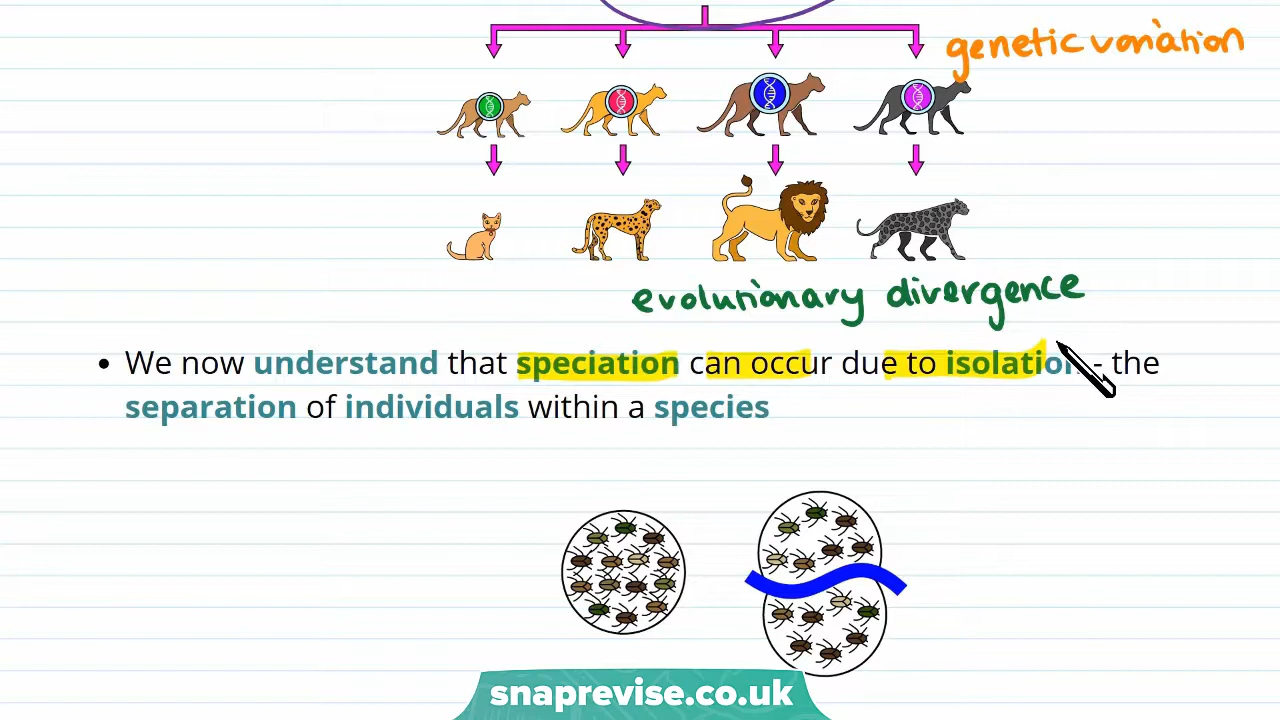 genetic variation
evolutionary divergence
• We now understand that speciation can occur due to isolation - the
separation of individuals within a species
snaprevise.co.uk